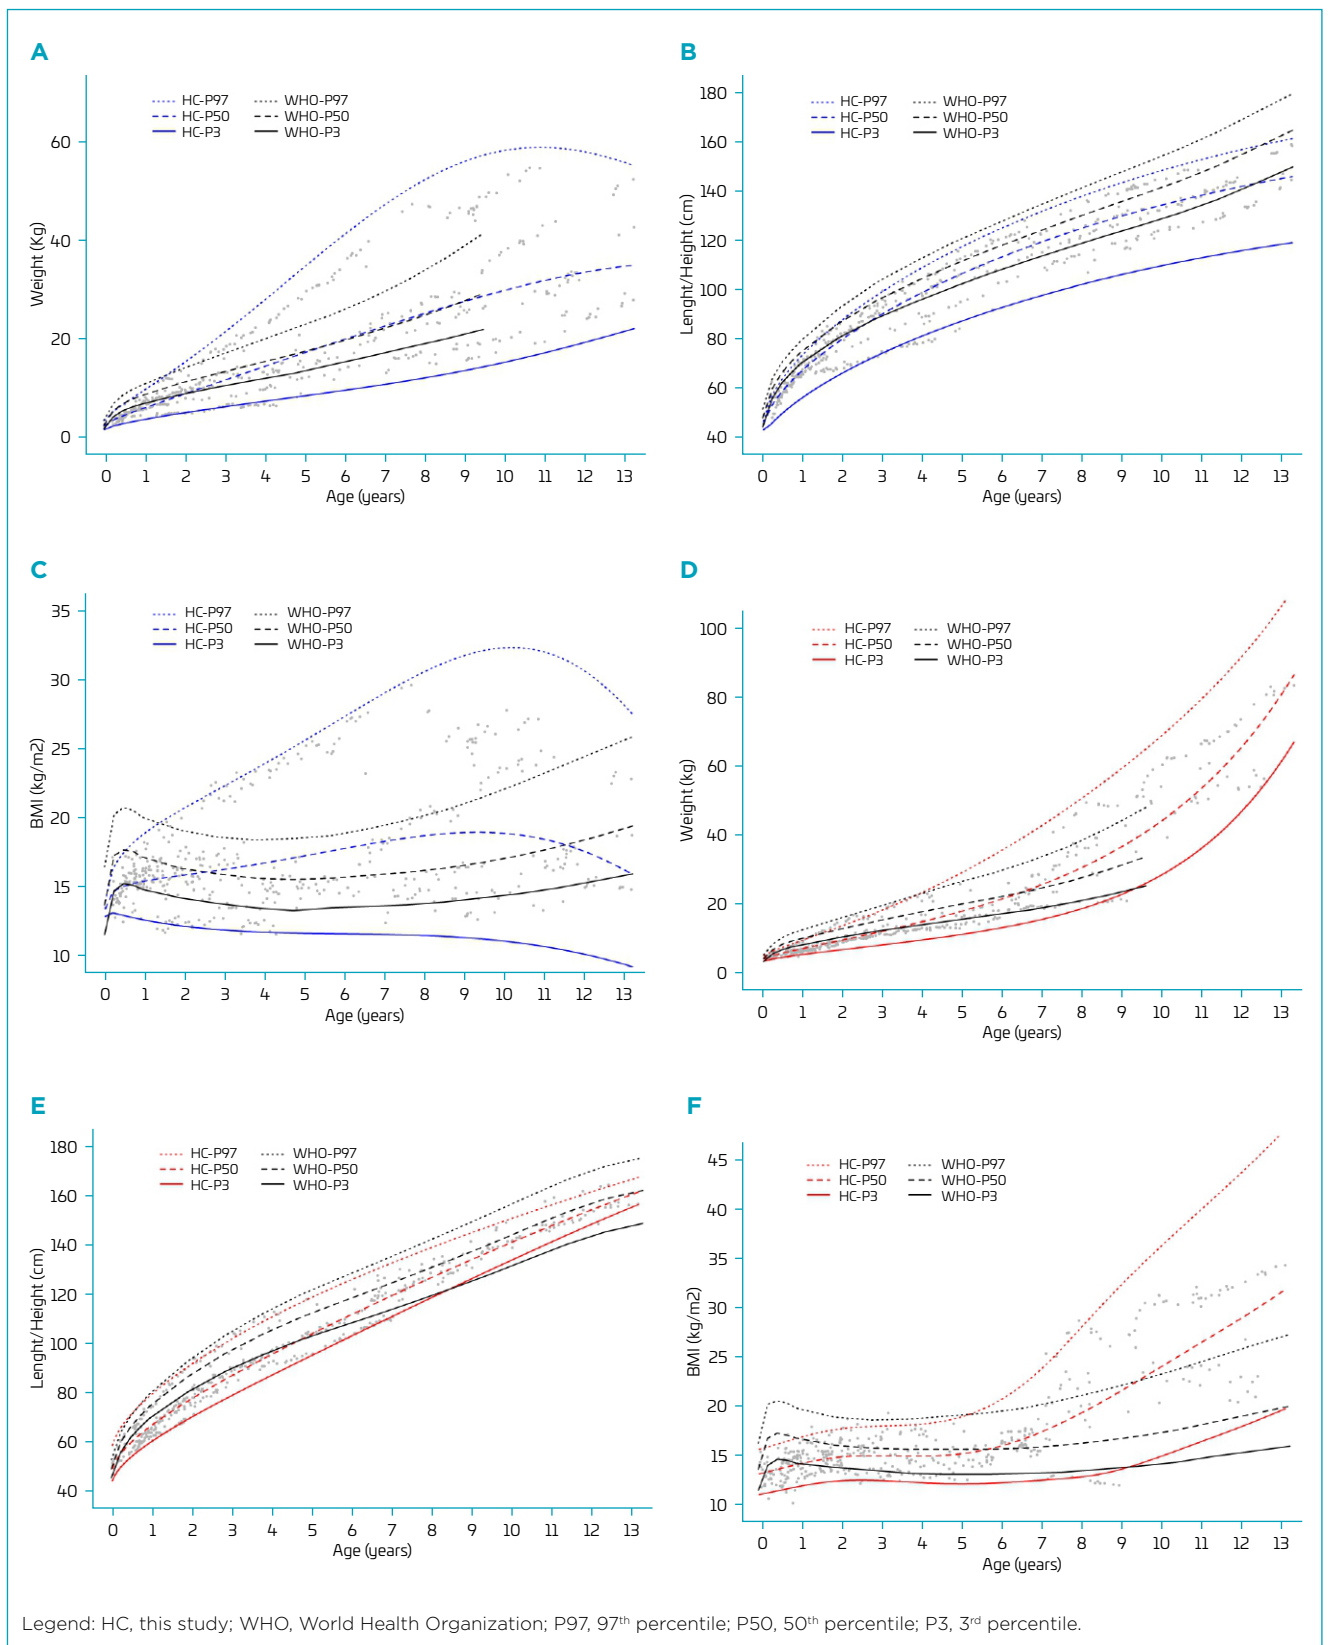 A
HC-P97 WHO-P97
HC-P50 WHO-P50
HC-P3 WHO-P3
Weight (Kg)
60
40
20
0
0 1 2 3 4 5 6 7 8 9 10 11 12 13
Age (years)
B
HC-P97 WHO-P97
HC-P50 WHO-P50
HC-P3 WHO-P3
Lenght/Height (cm)
180
160
140
120
100
80
60
40
0 1 2 3 4 5 6 7 8 9 10 11 12 13
Age (years)
C
HC-P97 WHO-P97
HC-P50 WHO-P50
HC-P3 WHO-P3
BMI (kg/m2)
35
30
25
20
15
10
0 1 2 3 4 5 6 7 8 9 10 11 12 13
Age (years)
D
HC-P97 WHO-P97
HC-P50 WHO-P50
HC-P3 WHO-P3
Weight (kg)
100
80
60
40
20
0
0 1 2 3 4 5 6 7 8 9 10 11 12 13
Age (years)
E
HC-P97 WHO-P97
HC-P50 WHO-P50
HC-P3 WHO-P3
Lenght/Height (cm)
180
160
140
120
100
80
60
40
0 1 2 3 4 5 6 7 8 9 10 11 12 13
Age (years)
F
HC-P97 WHO-P97
HC-P50 WHO-P50
HC-P3 WHO-P3
BMI (kg/m2)
45
40
35
30
25
20
15
10
0 1 2 3 4 5 6 7 8 9 10 11 12 13
Age (years)
Legend: HC, this study; WHO, World Health Organization; P97, 97th percentile; P50, 50th percentile; P3, 3rd percentile.